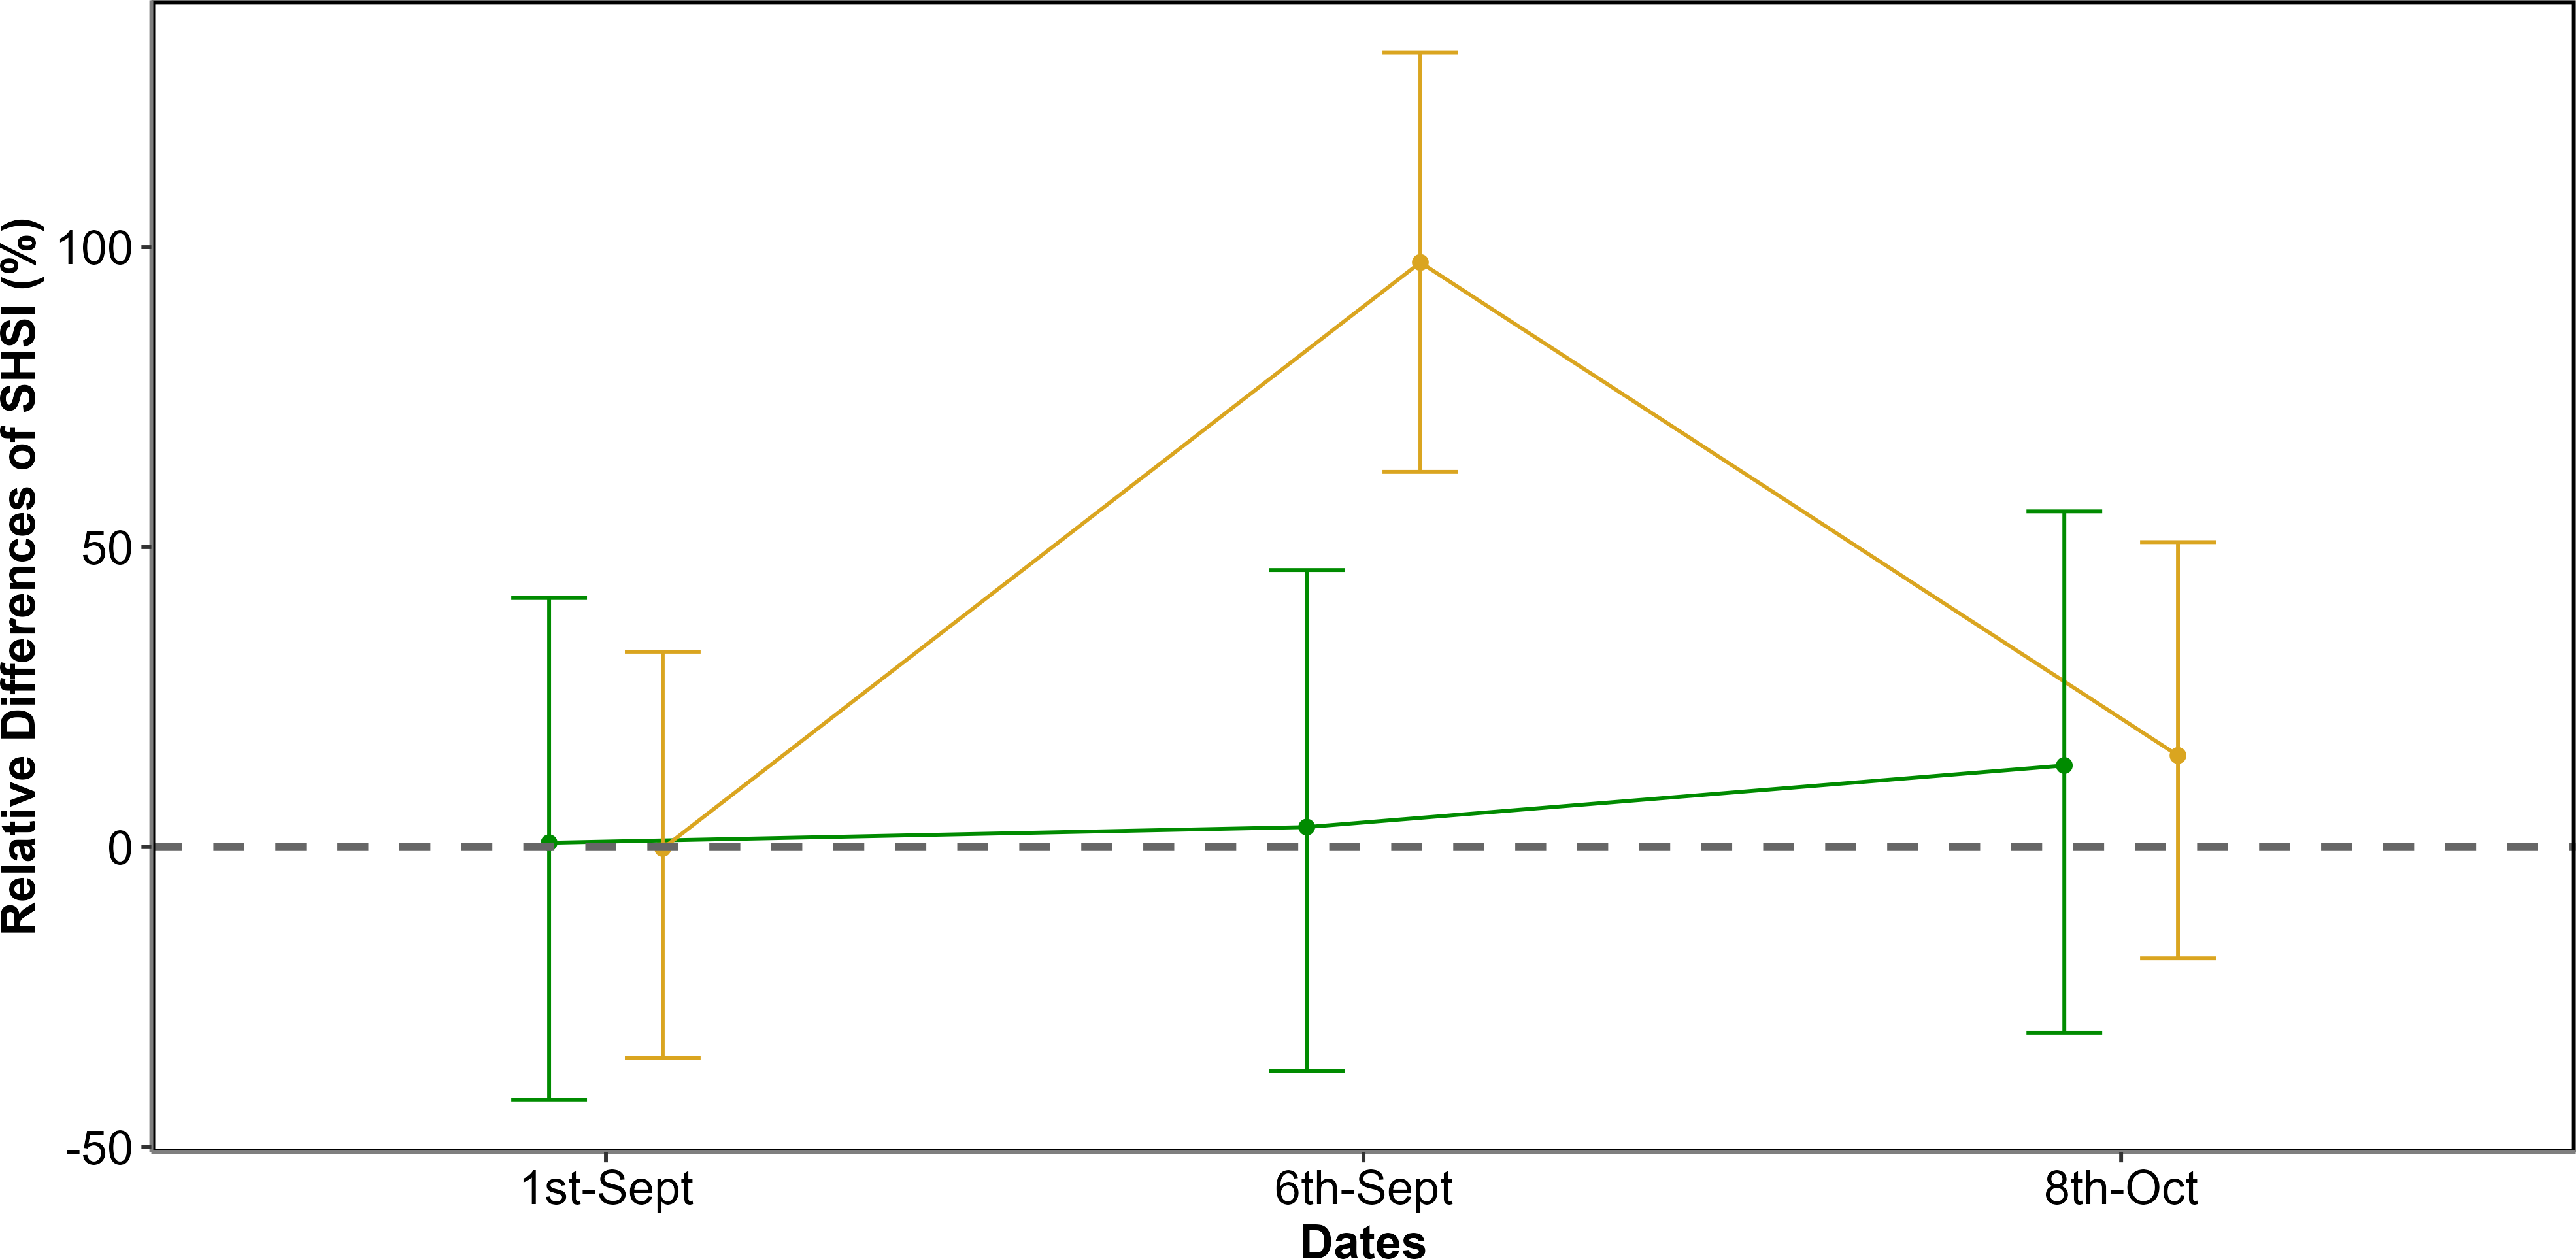 Relative Differences of SHSI (%)
100
50
0
-50
1st-Sept 6th-Sept 8th-Oct
Dates